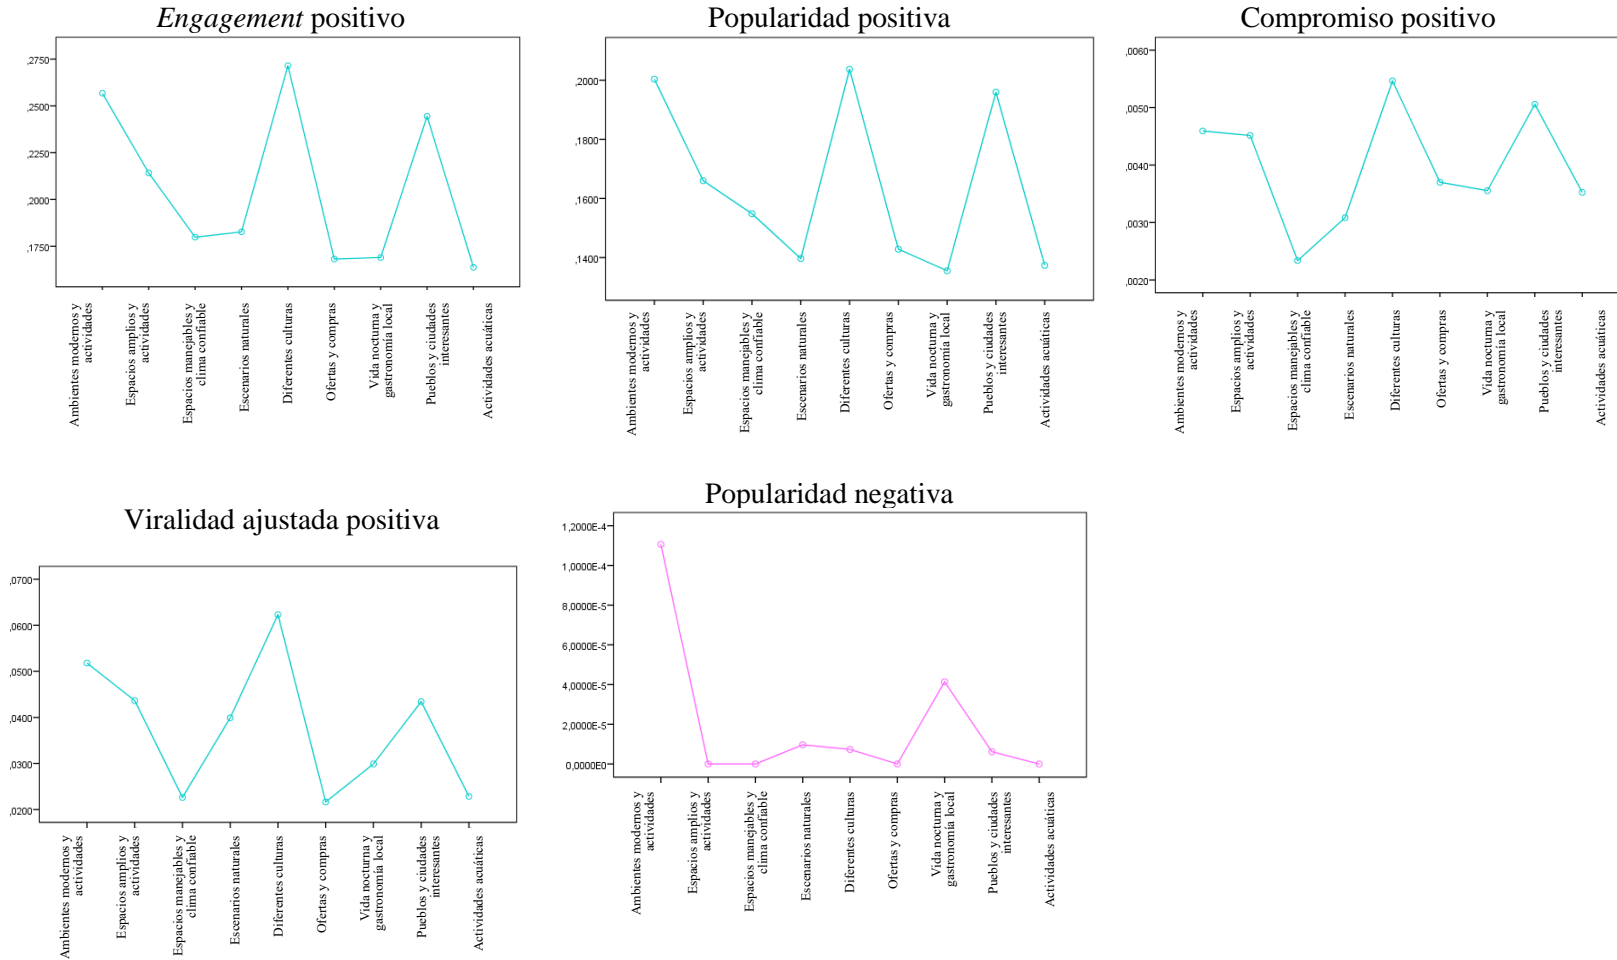 Engagement positivo
,2750
,2500
,2250
,2000
,1750
Ambientes modernos y
actividades
Espacios amplios y
actividades
Espacios manejables y
clima confiable
Escenarios naturales
Diferentes culturas
Ofertas y compras
Vida nocturna y
gastronomía local
Pueblos y ciudades
interesantes
Actividades acuáticas
Popularidad positiva
,2000
,1800
,1600
,1400
Ambientes modernos y
actividades
Espacios amplios y
actividades
Espacios manejables y
clima confiable
Escenarios naturales
Diferentes culturas
Ofertas y compras
Vida nocturna y
gastronomía local
Pueblos y ciudades
interesantes
Actividades acuáticas
Compromiso positivo
,0060
,0050
,0040
,0030
,0020
Ambientes modernos y
actividades
Espacios amplios y
actividades
Espacios manejables y
clima confiable
Escenarios naturales
Diferentes culturas
Ofertas y compras
Vida nocturna y
gastronomía local
Pueblos y ciudades
interesantes
Actividades acuáticas
Viralidad ajustada positiva
,0700
,0600
,0500
,0400
,0300
,0200
Ambientes modernos y
actividades
Espacios amplios y
actividades
Espacios manejables y
clima confiable
Escenarios naturales
Diferentes culturas
Ofertas y compras
Vida nocturna y
gastronomía local
Pueblos y ciudades
interesantes
Actividades acuáticas
Popularidad negativa
1,2000E-4
1,0000E-4
8,0000E-5
6,0000E-5
4,0000E-5
2,0000E-5
0,0000E0
Ambientes modernos y
actividades
Espacios amplios y
actividades
Espacios manejables y
clima confiable
Escenarios naturales
Diferentes culturas
Ofertas y compras
Vida nocturna y
gastronomía local
Pueblos y ciudades
interesantes
Actividades acuáticas